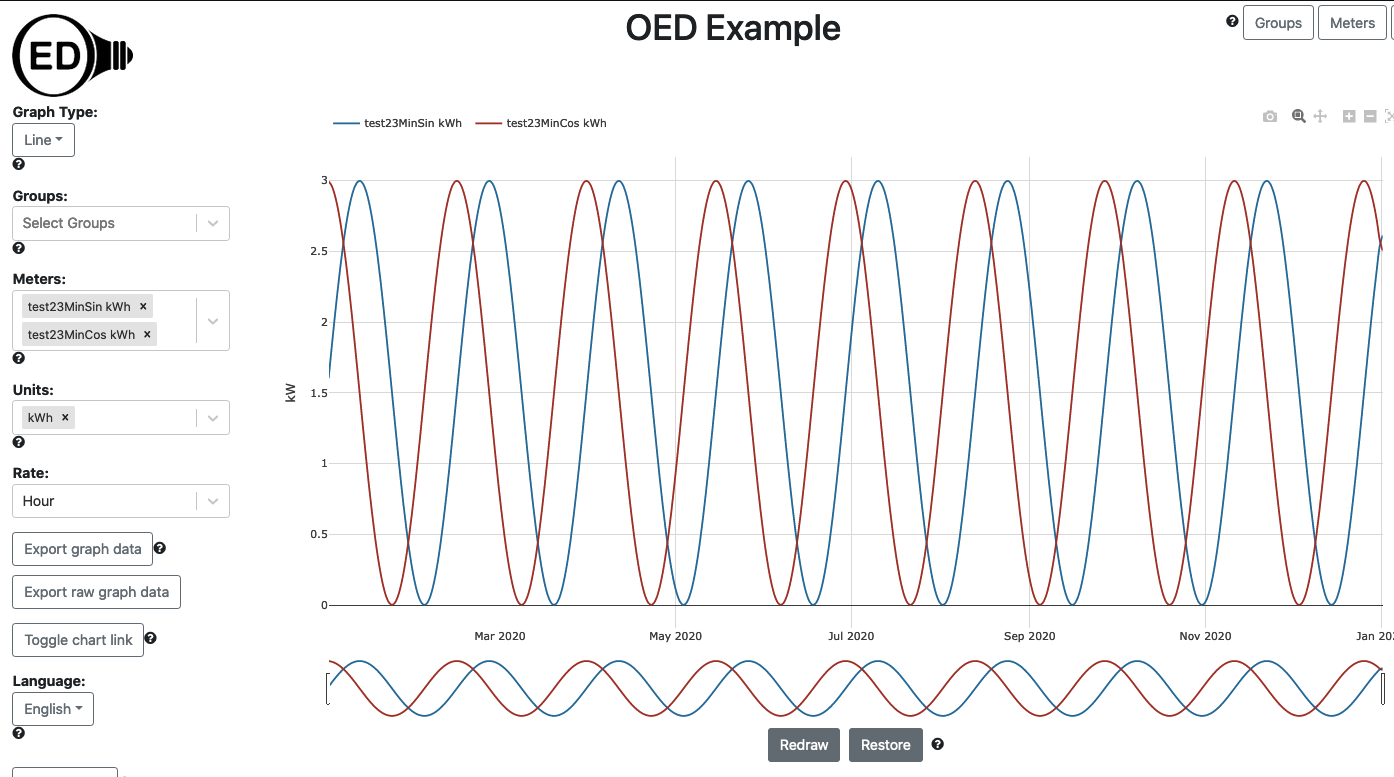 OED Example
ED
Groups
Meters
Graph Type:
Line
Groups:
Select Groups
Meters:
test23MinSin kWh ×
test23MinCos kWh ×
Units:
kWh ×
Rate:
Hour
Export graph data
Export raw graph data
Toggle chart link
Language:
English
test23MinSin kWh
test23MinCos kWh
kW
3
2.5
2
1.5
1
0.5
0
Mar 2020
May 2020
Jul 2020
Sep 2020
Nov 2020
Jan 202
Redraw
Restore